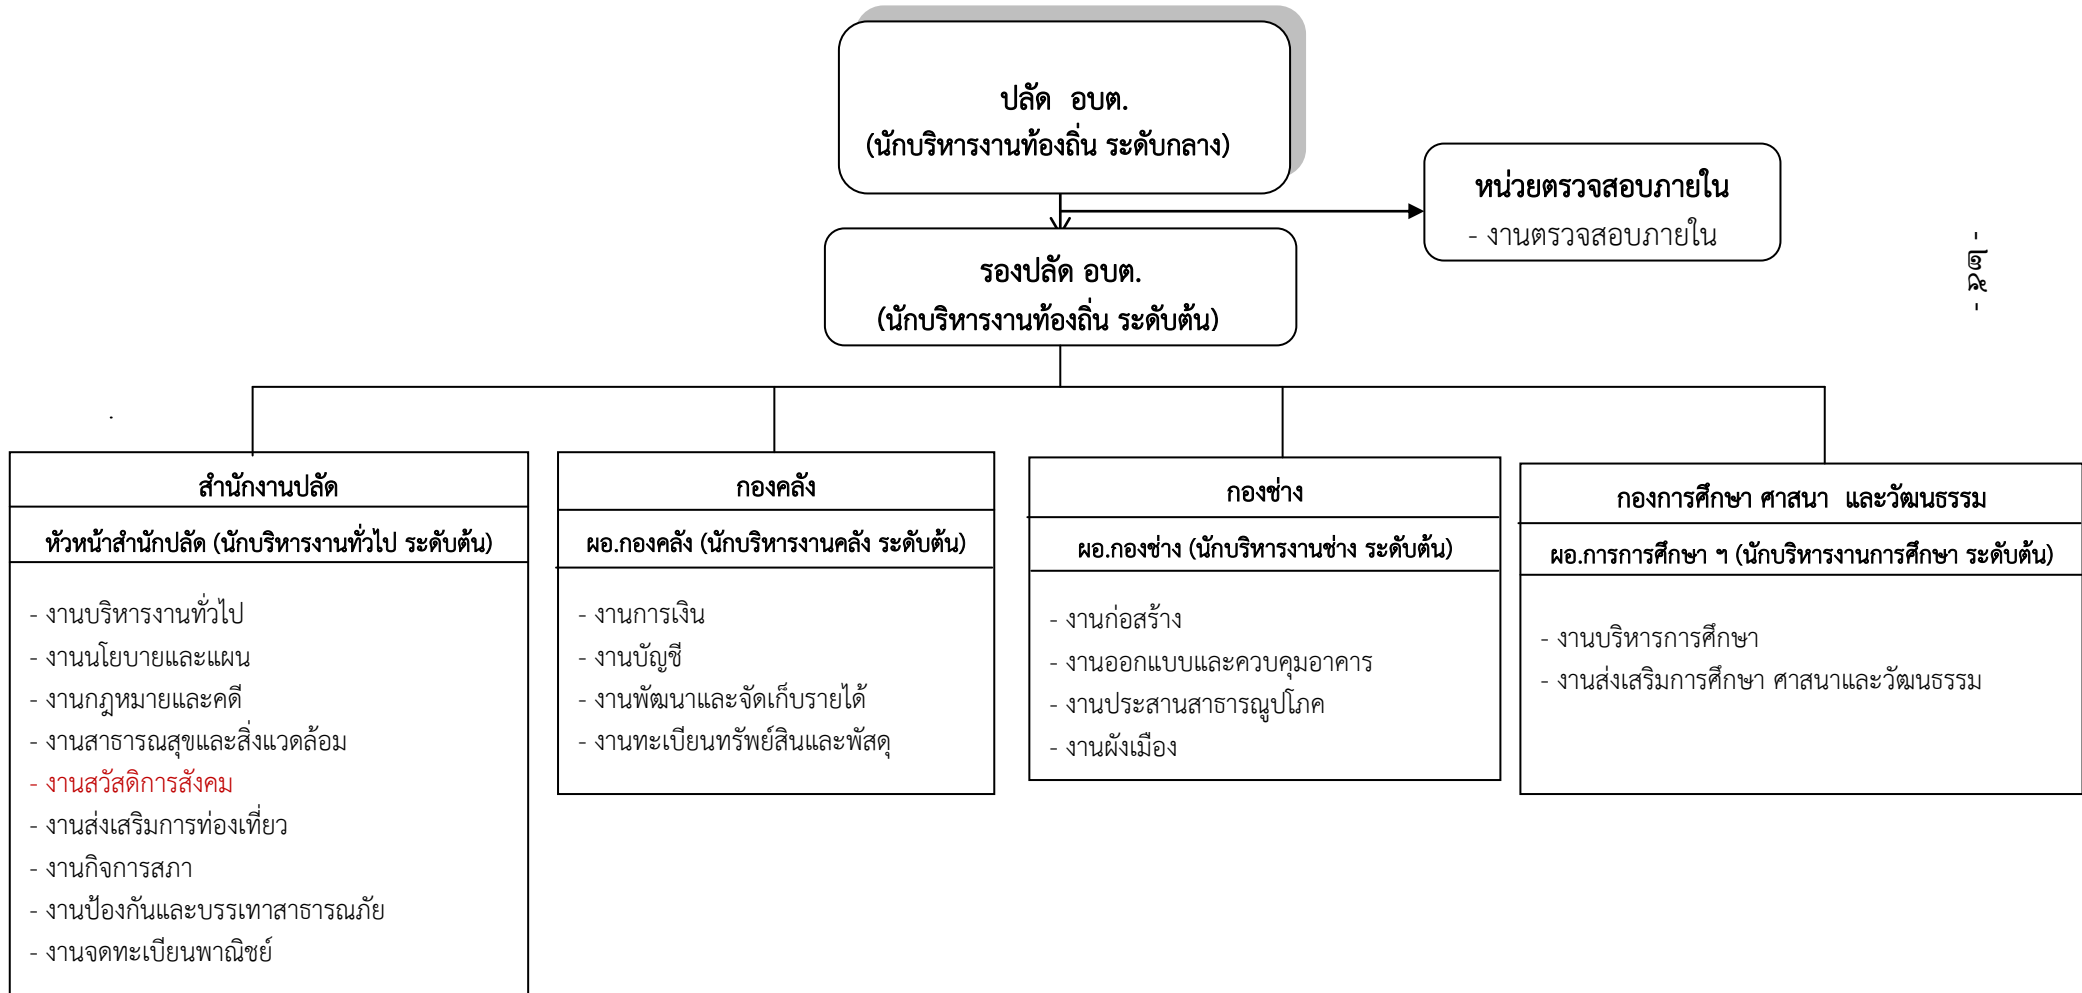 ปลัด อบต.
(นักบริหารงานท้องถิ่น ระดับกลาง)
หน่วยตรวจสอบภายใน
- งานตรวจสอบภายใน
- ๒๕ -
รองปลัด อบต.
(นักบริหารงานท้องถิ่น ระดับต้น)
สำนักงานปลัด
หัวหน้าสำนักปลัด (นักบริหารงานทั่วไป ระดับต้น)
- งานบริหารงานทั่วไป
- งานนโยบายและแผน
- งานกฎหมายและคดี
- งานสาธารณสุขและสิ่งแวดล้อม
- งานสวัสดิการสังคม
- งานส่งเสริมการท่องเที่ยว
- งานกิจการสภา
- งานป้องกันและบรรเทาสาธารณภัย
- งานจดทะเบียนพาณิชย์
กองคลัง
ผอ.กองคลัง (นักบริหารงานคลัง ระดับต้น)
- งานการเงิน
- งานบัญชี
- งานพัฒนาและจัดเก็บรายได้
- งานทะเบียนทรัพย์สินและพัสดุ
กองช่าง
ผอ.กองช่าง (นักบริหารงานช่าง ระดับต้น)
- งานก่อสร้าง
- งานออกแบบและควบคุมอาคาร
- งานประสานสาธารณูปโภค
- งานผังเมือง
กองการศึกษา ศาสนา และวัฒนธรรม
ผอ.การการศึกษา ฯ (นักบริหารงานการศึกษา ระดับต้น)
- งานบริหารการศึกษา
- งานส่งเสริมการศึกษา ศาสนาและวัฒนธรรม